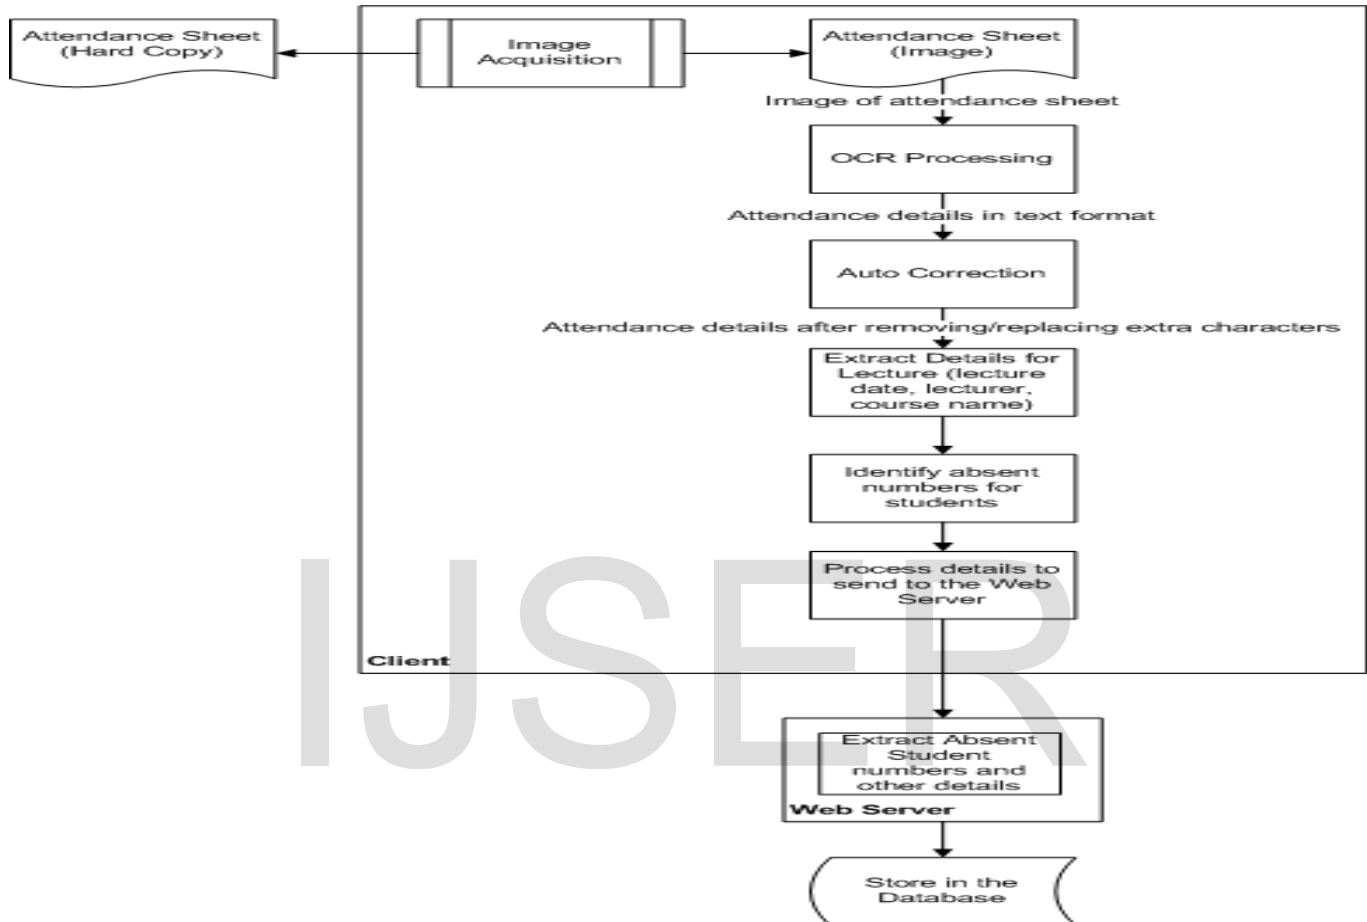 Attendance Sheet
(Hard Copy)
Image
Acquisition
Attendance Sheet
(Image)
Image of attendance sheet
OCR Processing
Attendance details in text format
Auto Correction
Attendance details after removing/replacing extra characters
Extract Details for
Lecture (lecture
date, lecturer,
course name)
Identify absent
numbers for
students
Process details to
send to the Web
Server
Client
IJSER
Extract Absent
Student
numbers and
other details
Web Server
Store in the
Database